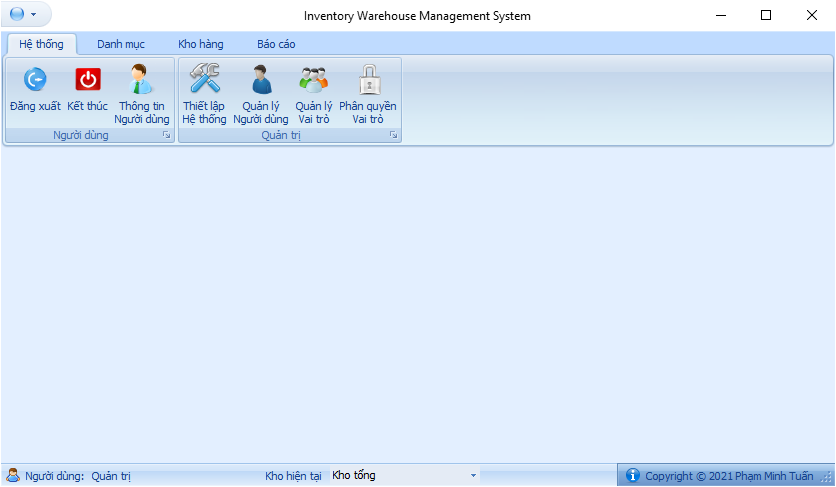 Inventory Warehouse Management System
Hệ thống Danh mục Kho hàng Báo cáo
Đăng xuất Kết thúc Thông tin Người dùng Thiết lập Hệ thống Quản lý Người dùng Quản lý Vai trò Phân quyền Vai trò
Người dùng Quản trị
Người dùng: Quản trị Kho hiện tại Kho tổng Copyright © 2021 Phạm Minh Tuấn